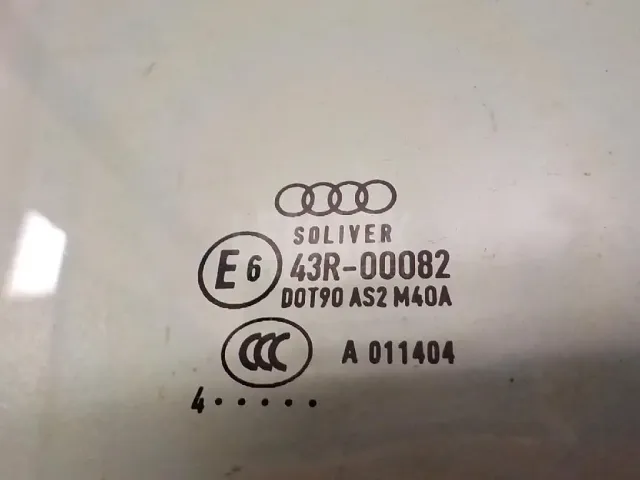 SOLIVER
E6 43R-00082
DOT90 AS2 M40A
CCC A 011404
4.....